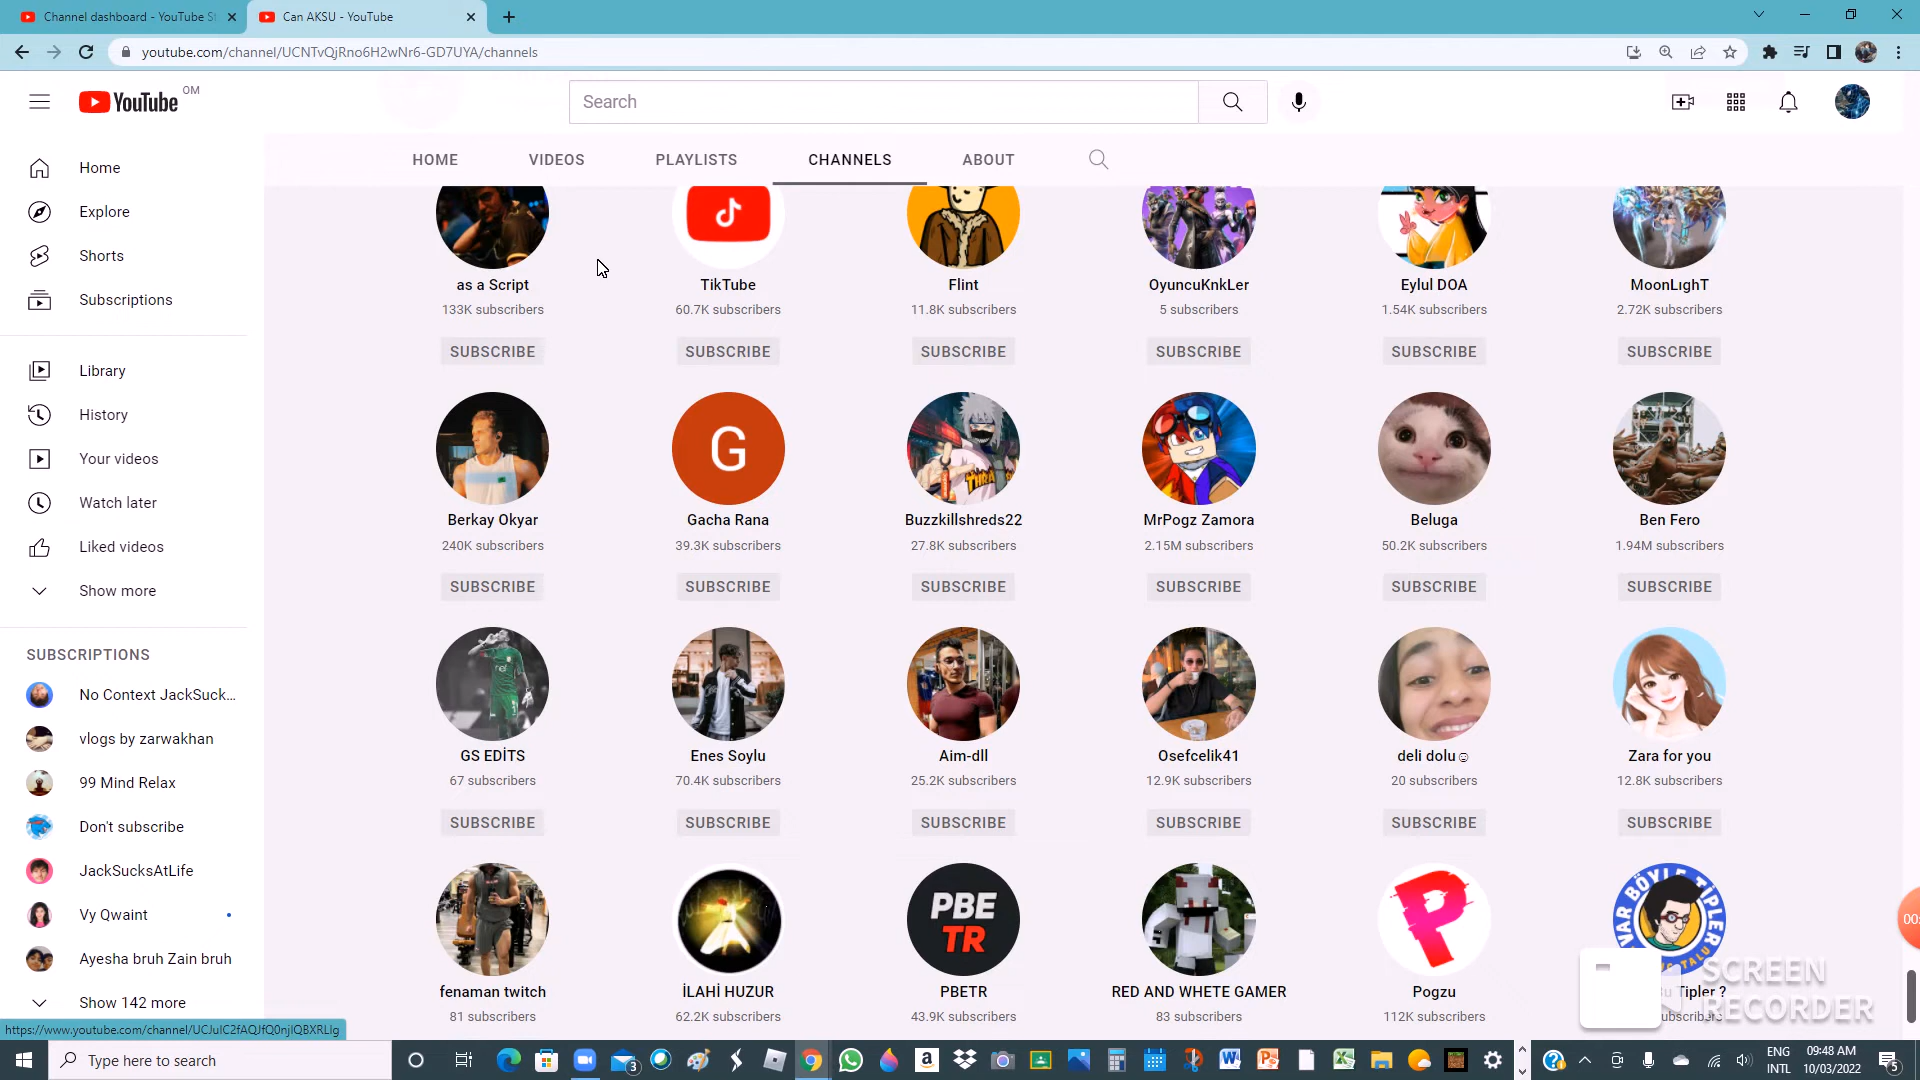 Channel dashboard - YouTube St
Can AKSU - YouTube
youtube.com/channel/UCNTvQjRno6H2wNr6-GD7UYA/channels
YouTube OM
Search
HOME VIDEOS PLAYLISTS CHANNELS ABOUT
Home
Explore
Shorts
Subscriptions
Library
History
Your videos
Watch later
Liked videos
Show more
SUBSCRIPTIONS
No Context JackSuck...
vlogs by zarwakhan
99 Mind Relax
Don't subscribe
JackSucksAtLife
Vy Qwaint
Ayesha bruh Zain bruh
Show 142 more
as a Script TikTube Flint OyuncuKnkLer Eylul DOA MoonLıghT
133K subscribers 60.7K subscribers 11.8K subscribers 5 subscribers 1.54K subscribers 2.72K subscribers
SUBSCRIBE SUBSCRIBE SUBSCRIBE SUBSCRIBE SUBSCRIBE SUBSCRIBE
G
Berkay Okyar Gacha Rana Buzzkillshreds22 MrPogz Zamora Beluga Ben Fero
240K subscribers 39.3K subscribers 27.8K subscribers 2.15M subscribers 50.2K subscribers 1.94M subscribers
SUBSCRIBE SUBSCRIBE SUBSCRIBE SUBSCRIBE SUBSCRIBE SUBSCRIBE
GS EDİTS Enes Soylu Aim-dll Osefcelik41 deli dolu☺ Zara for you
67 subscribers 70.4K subscribers 25.2K subscribers 12.9K subscribers 20 subscribers 12.8K subscribers
SUBSCRIBE SUBSCRIBE SUBSCRIBE SUBSCRIBE SUBSCRIBE SUBSCRIBE
PBE
TR
P
VAR BÖYLE TİPLER
fenaman twitch İLAHİ HUZUR PBETR RED AND WHETE GAMER Pogzu Tipler ?
81 subscribers 62.2K subscribers 43.9K subscribers 83 subscribers 112K subscribers
SCREEN
RECORDER
00:
https://www.youtube.com/channel/UCJulC2fAQJfQ0njIQBXRLIg
Type here to search
3
ENG
INTL
09:48 AM
10/03/2022
5